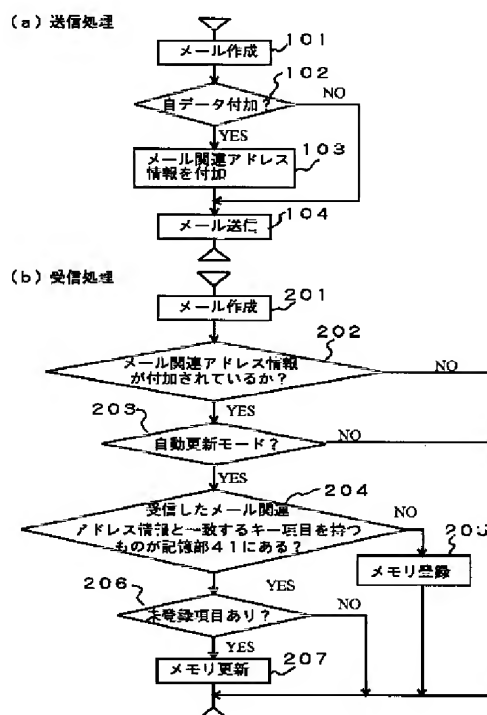 (a) 送信処理
メール作成
101
102
自データ付加?
NO
YES
103
メール関連アドレス
情報を付加
104
メール送信
(b) 受信処理
メール作成
201
202
メール関連アドレス情報
が付加されているか?
NO
YES
203
自動更新モード?
NO
YES
204
受信したメール関連
アドレス情報と一致するキー項目を持つ
ものが記憶部41にある?
NO
205
メモリ登録
YES
206
未登録項目あり?
NO
YES
メモリ更新
207